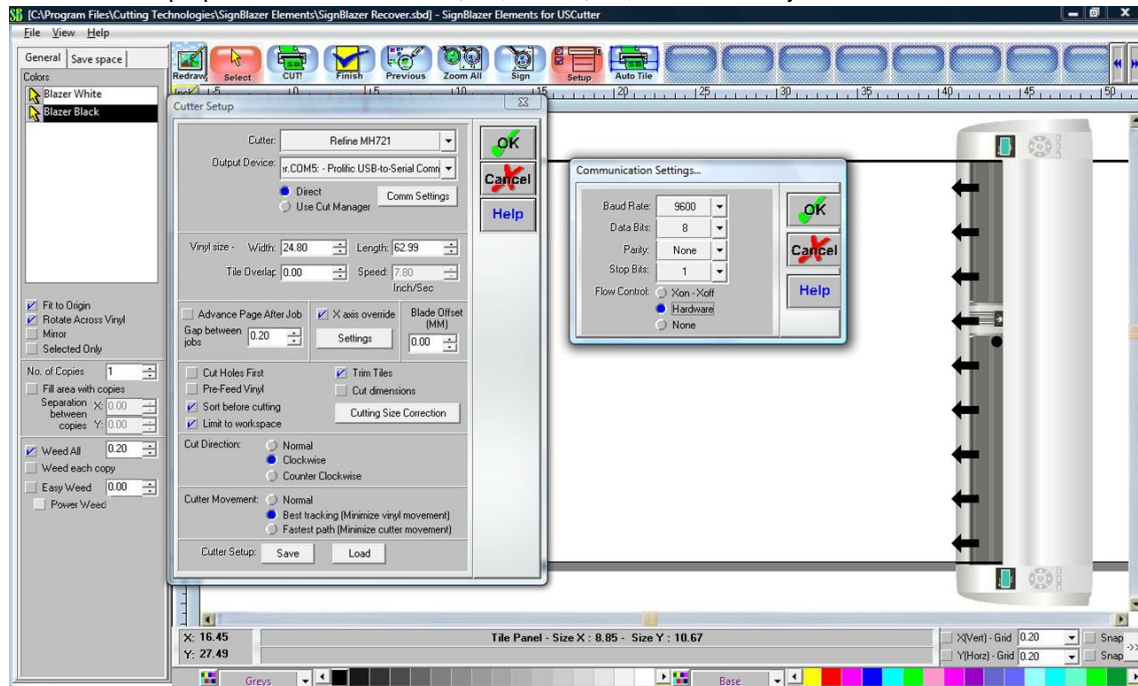 [C:\Program Files\Cutting Technologies\SignBlazer Elements\SignBlazer Recover.sbd] - SignBlazer Elements for USCutter
File View Help
General Save space
Colors
Blazer White
Blazer Black
Fit to Origin
Rotate Across Vinyl
Mirror
Selected Only
No. of Copies 1
Fill area with copies
Separation X: 0.00
between
copies Y: 0.00
Weed All 0.20
Weed each copy
Easy Weed 0.00
Power Weed
Redraw Select CUT! Finish Previous Zoom All Sign Setup Auto Tile
Cutter Setup
Cutter: Refine MH721
Output Device: COM5: - Prolific USB-to-Serial Comn
Direct
Use Cut Manager
Comm Settings
OK
Cancel
Help
Vinyl size - Width: 24.80 Length: 62.99
Tile Overlap: 0.00 Speed: 7.80
Inch/Sec
Advance Page After Job
Gap between jobs 0.20
X axis override
Settings
Blade Offset
(MM)
0.00
Cut Holes First
Pre-Feed Vinyl
Sort before cutting
Limit to workspace
Trim Tiles
Cut dimensions
Cutting Size Correction
Cut Direction: Normal
Clockwise
Counter Clockwise
Cutter Movement: Normal
Best tracking (Minimize vinyl movement)
Fastest path (Minimize cutter movement)
Cutter Setup: Save Load
Communication Settings...
Baud Rate: 9600
Data Bits: 8
Parity: None
Stop Bits: 1
Flow Control: Xon - Xoff
Hardware
None
OK
Cancel
Help
X: 16.45
Y: 27.49
Tile Panel - Size X : 8.85 - Size Y : 10.67
X(Vert) - Grid 0.20 Snap
Y(Horz) - Grid 0.20 Snap
Greys
Base